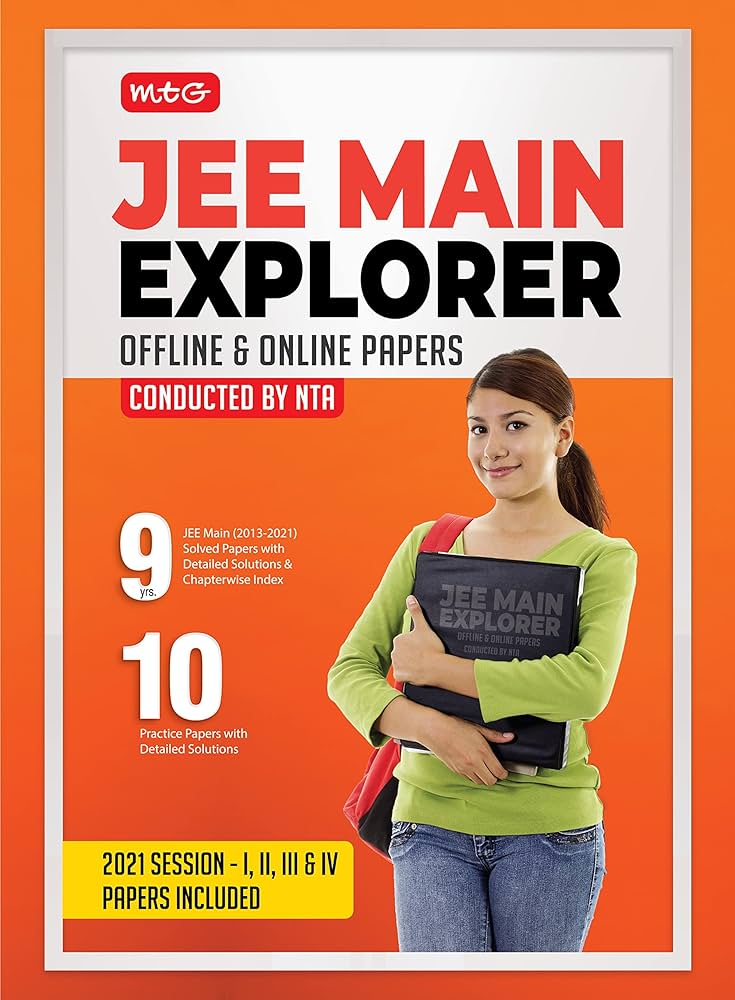 mtG
JEE MAIN
EXPLORER
OFFLINE & ONLINE PAPERS
CONDUCTED BY NTA
9
yrs.
JEE Main (2013-2021)
Solved Papers with
Detailed Solutions &
Chapterwise Index
JEE MAIN
EXPLORER
OFFLINE & ONLINE PAPERS
CONDUCTED BY NTA
10
Practice Papers with
Detailed Solutions
2021 SESSION - I, II, III & IV
PAPERS INCLUDED